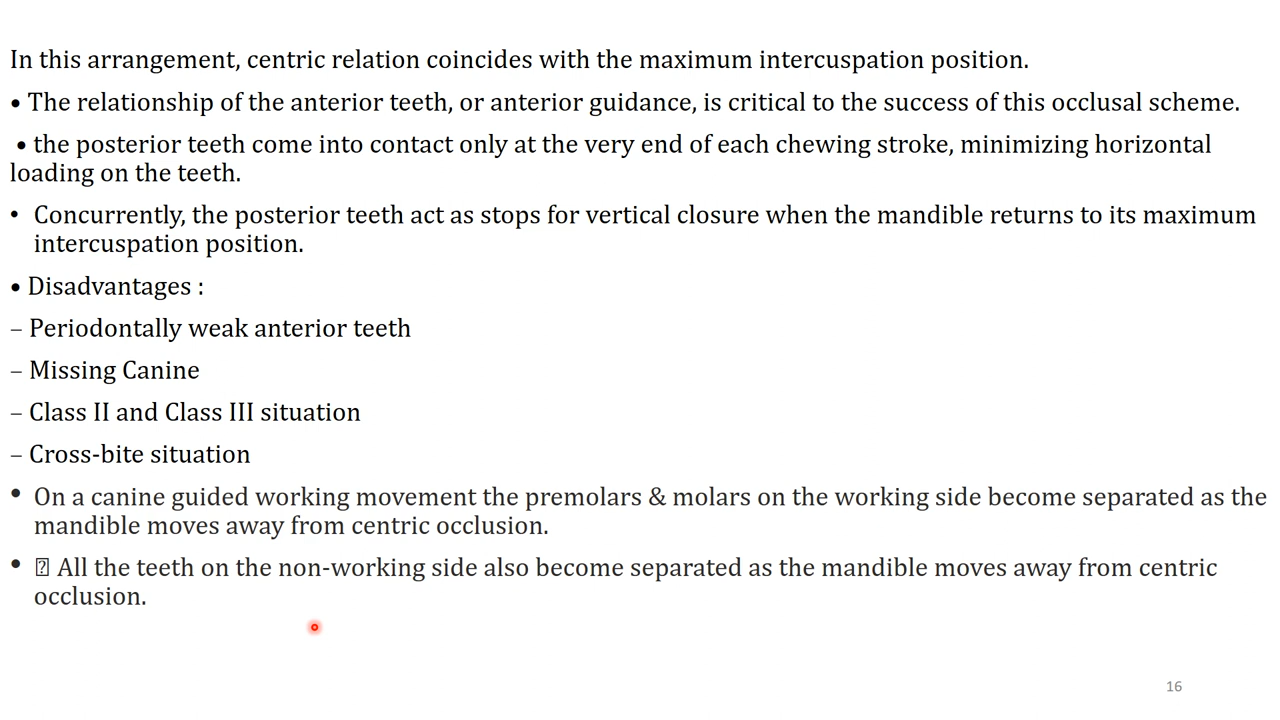 In this arrangement, centric relation coincides with the maximum intercuspation position.
• The relationship of the anterior teeth, or anterior guidance, is critical to the success of this occlusal scheme.
• the posterior teeth come into contact only at the very end of each chewing stroke, minimizing horizontal
loading on the teeth.
• Concurrently, the posterior teeth act as stops for vertical closure when the mandible returns to its maximum
intercuspation position.
• Disadvantages :
– Periodontally weak anterior teeth
– Missing Canine
– Class II and Class III situation
– Cross-bite situation
• On a canine guided working movement the premolars & molars on the working side become separated as the
mandible moves away from centric occlusion.
• ⍰ All the teeth on the non-working side also become separated as the mandible moves away from centric
occlusion.
16